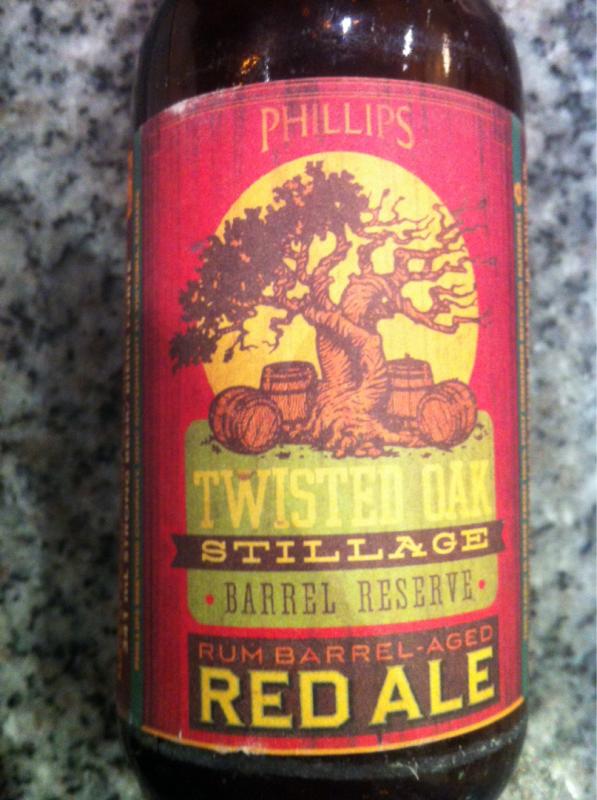 PHILLIPS
TWISTED OAK
STILLAGE
• BARREL RESERVE •
RUM BARREL-AGED
RED ALE